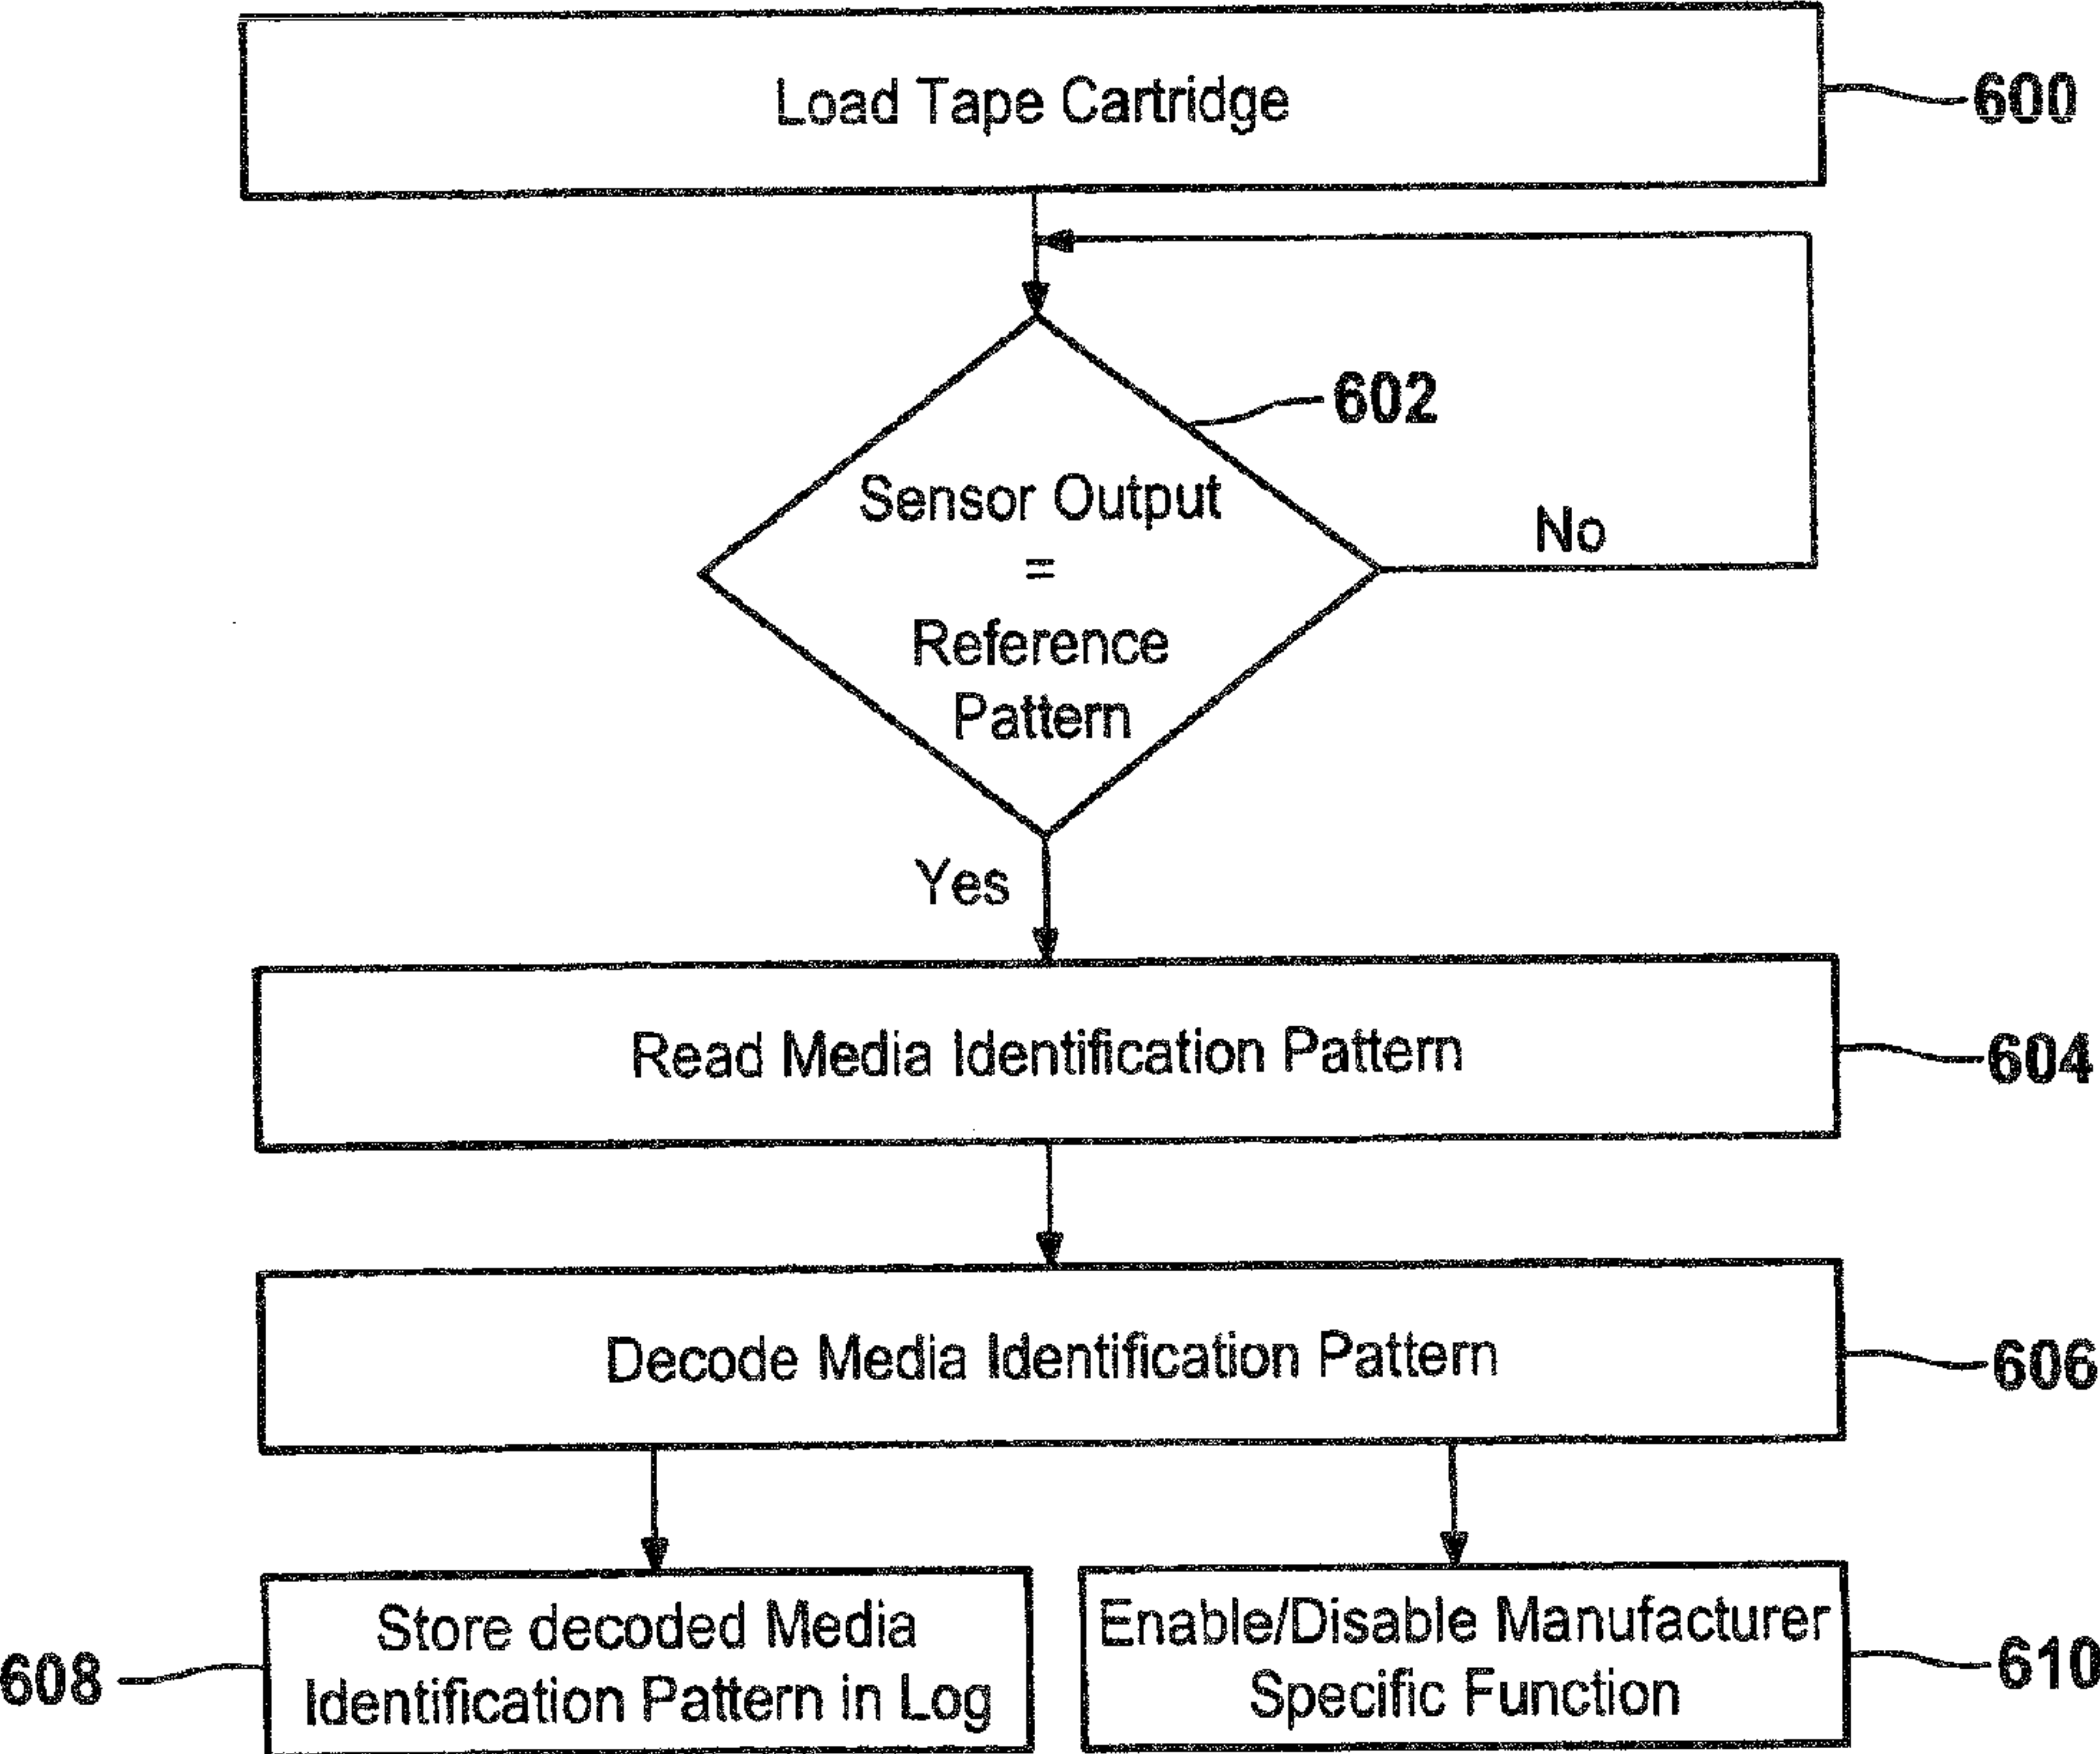 Load Tape Cartridge
600
602
Sensor Output
=
Reference
Pattern
No
Yes
Read Media Identification Pattern
604
Decode Media Identification Pattern
606
Store decoded Media
Identification Pattern in Log
608
Enable/Disable Manufacturer
Specific Function
610